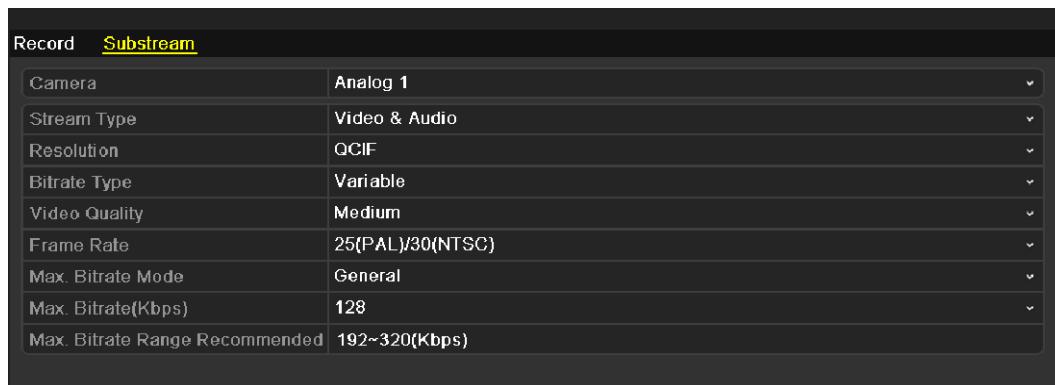 Record Substream
Camera Analog 1
Stream Type Video & Audio
Resolution QCIF
Bitrate Type Variable
Video Quality Medium
Frame Rate 25(PAL)/30(NTSC)
Max. Bitrate Mode General
Max. Bitrate(Kbps) 128
Max. Bitrate Range Recommended 192~320(Kbps)